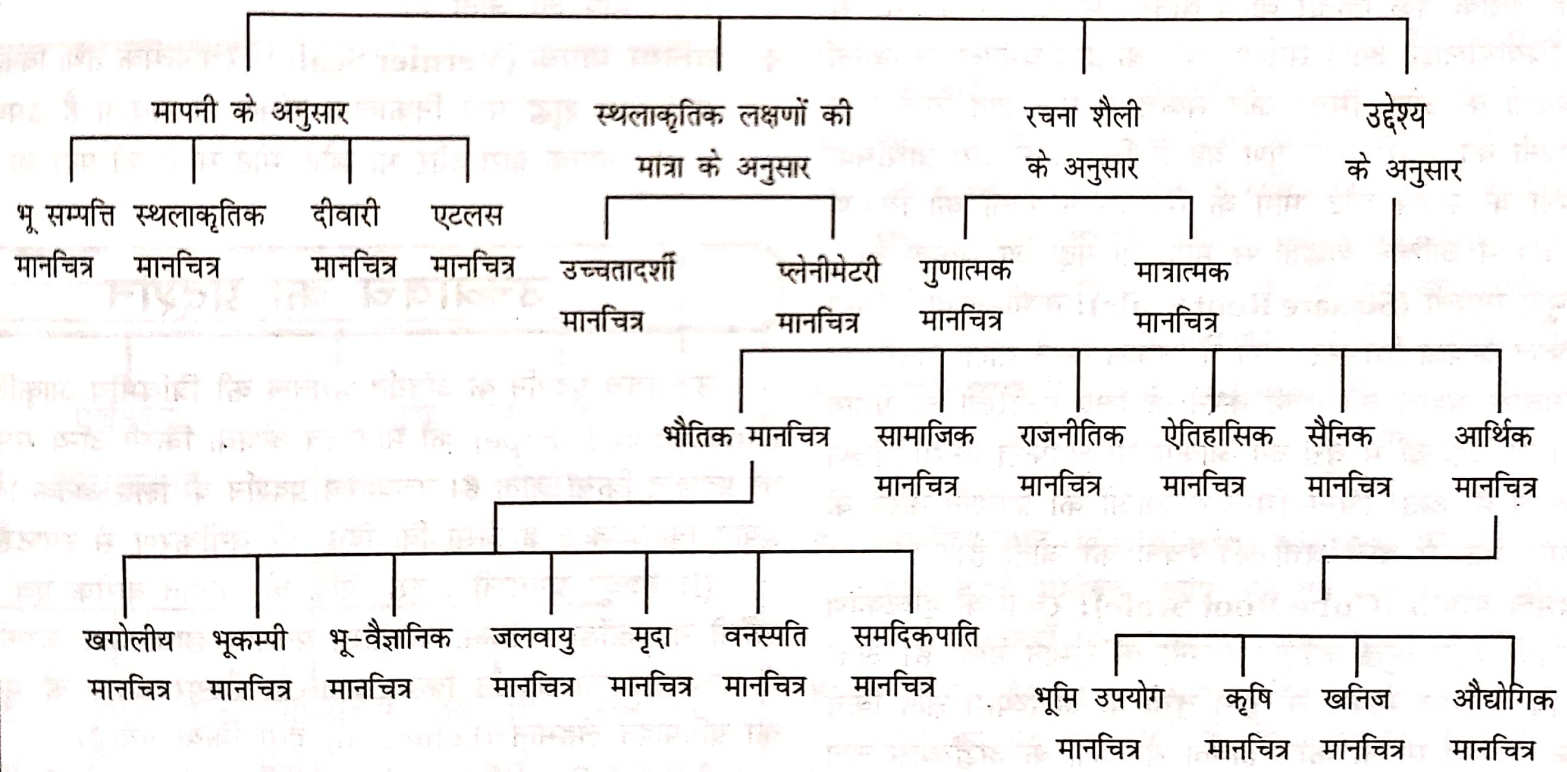 मापनी के अनुसार
स्थलाकृतिक लक्षणों की
मात्रा के अनुसार
रचना शैली
के अनुसार
उद्देश्य
के अनुसार
भू सम्पत्ति
मानचित्र
स्थलाकृतिक
मानचित्र
दीवारी
मानचित्र
एटलस
मानचित्र
उच्चतादर्शी
मानचित्र
प्लेनीमेटरी
मानचित्र
गुणात्मक
मानचित्र
मात्रात्मक
मानचित्र
भौतिक मानचित्र
सामाजिक
मानचित्र
राजनीतिक
मानचित्र
ऐतिहासिक
मानचित्र
सैनिक
मानचित्र
आर्थिक
मानचित्र
खगोलीय
मानचित्र
भूकम्पी
मानचित्र
भू-वैज्ञानिक
मानचित्र
जलवायु
मानचित्र
मृदा
मानचित्र
वनस्पति
मानचित्र
समदिकपाति
मानचित्र
भूमि उपयोग
मानचित्र
कृषि
मानचित्र
खनिज
मानचित्र
औद्योगिक
मानचित्र